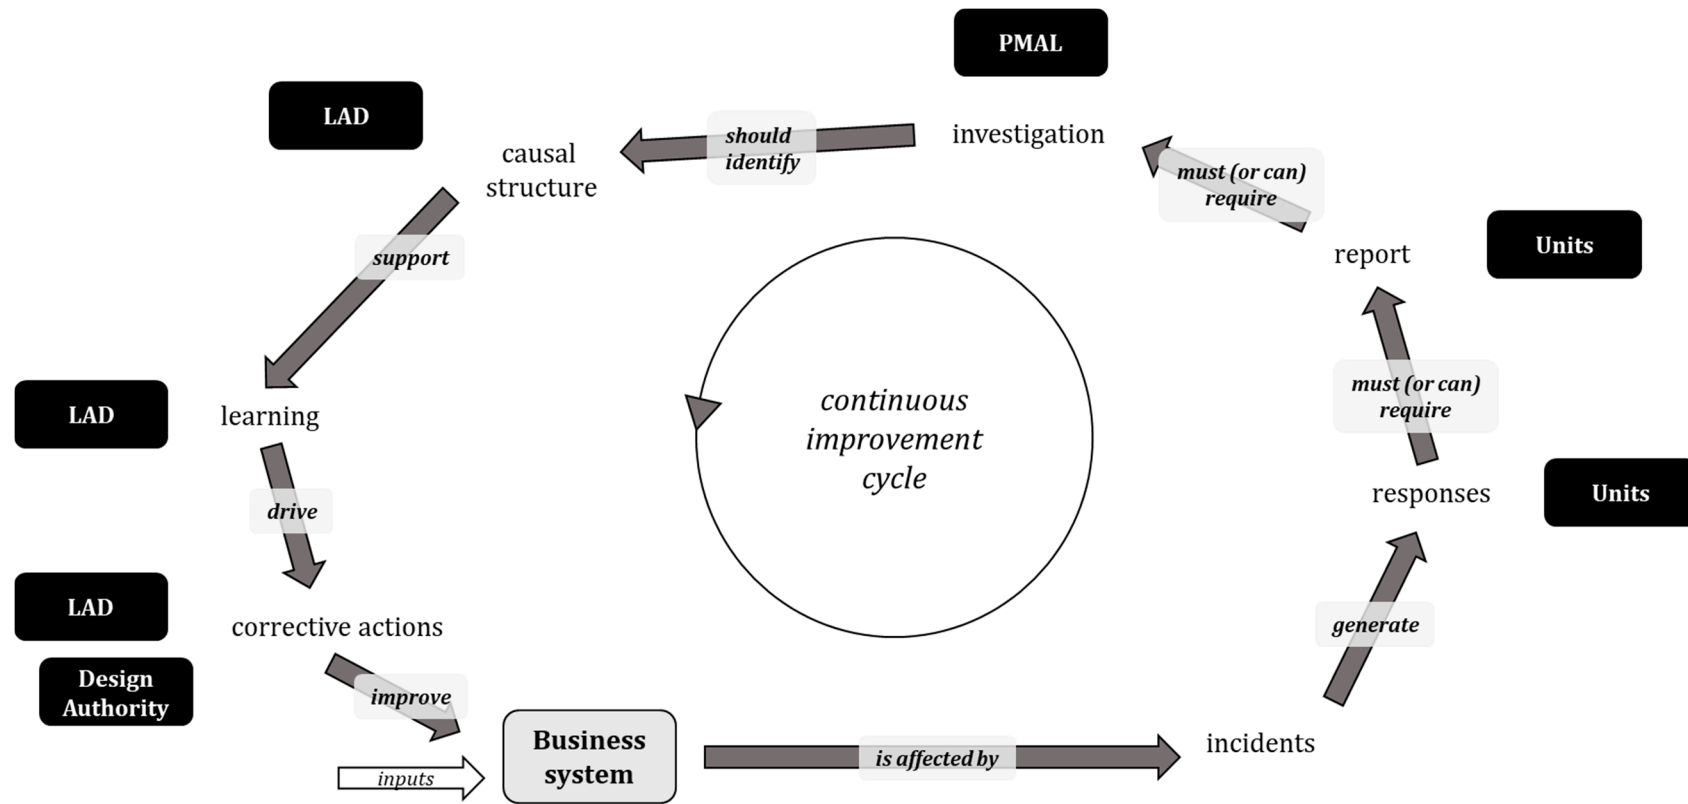 PMAL
LAD
investigation
should
identify
causal
structure
must (or can)
require
Units
report
support
must (or can)
require
continuous
improvement
cycle
LAD
learning
responses
Units
drive
LAD
corrective actions
generate
Design
Authority
improve
Business
system
is affected by
incidents
inputs